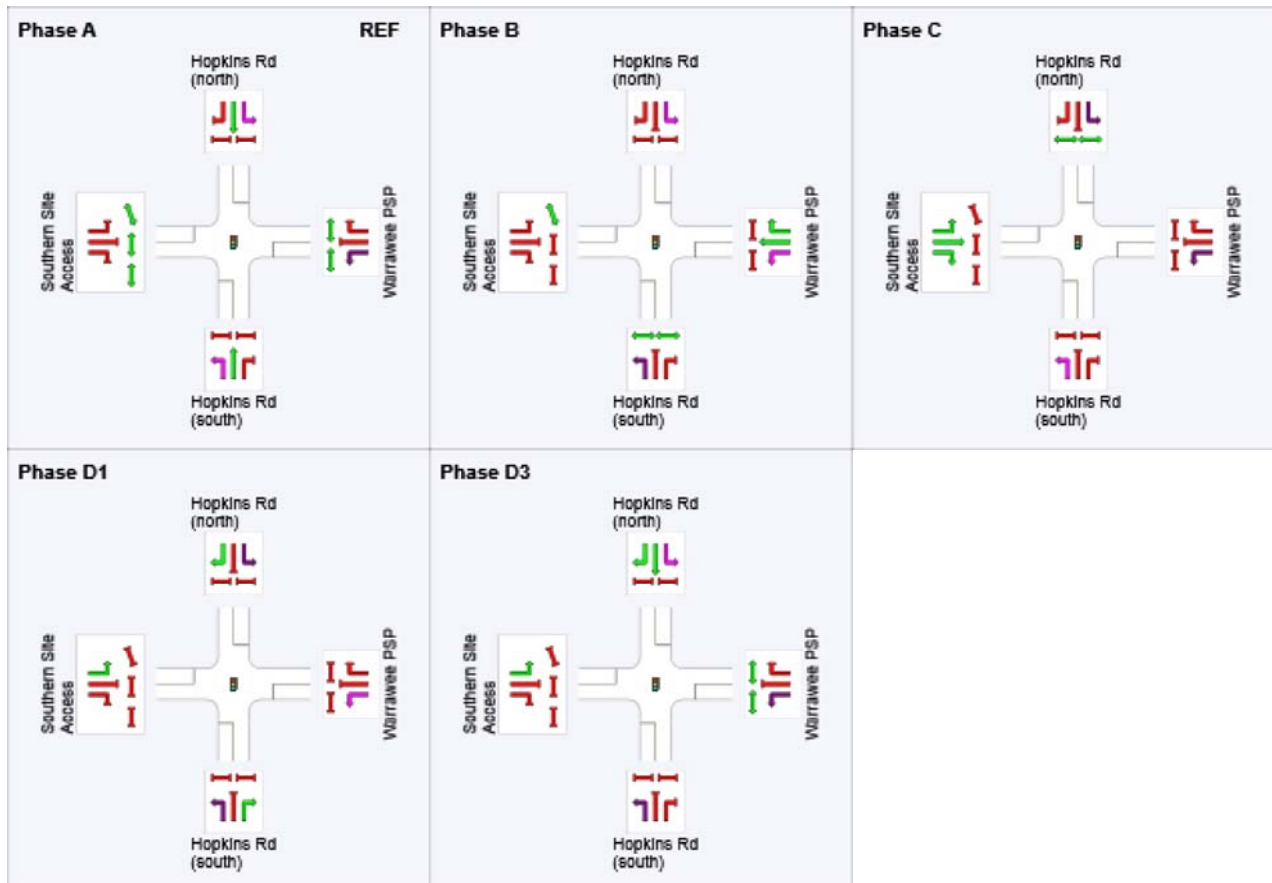 Phase A
REF
Hopkins Rd
(north)
Southern Site
Access
Warrawee PSP
Hopkins Rd
(south)
Phase B
Hopkins Rd
(north)
Southern Site
Access
Warrawee PSP
Hopkins Rd
(south)
Phase C
Hopkins Rd
(north)
Southern Site
Access
Warrawee PSP
Hopkins Rd
(south)
Phase D1
Hopkins Rd
(north)
Southern Site
Access
Warrawee PSP
Hopkins Rd
(south)
Phase D3
Hopkins Rd
(north)
Southern Site
Access
Warrawee PSP
Hopkins Rd
(south)